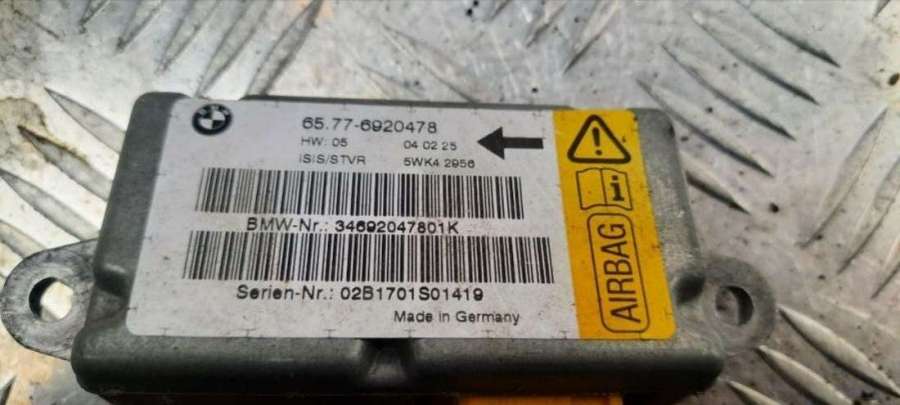 65.77-6920478
HW: 05 04 02 25
ISIS/STVR 5WK4 2956
BMW-Nr.: 34692047801K
Serien-Nr.: 02B1701S01419
Made in Germany
AIRBAG